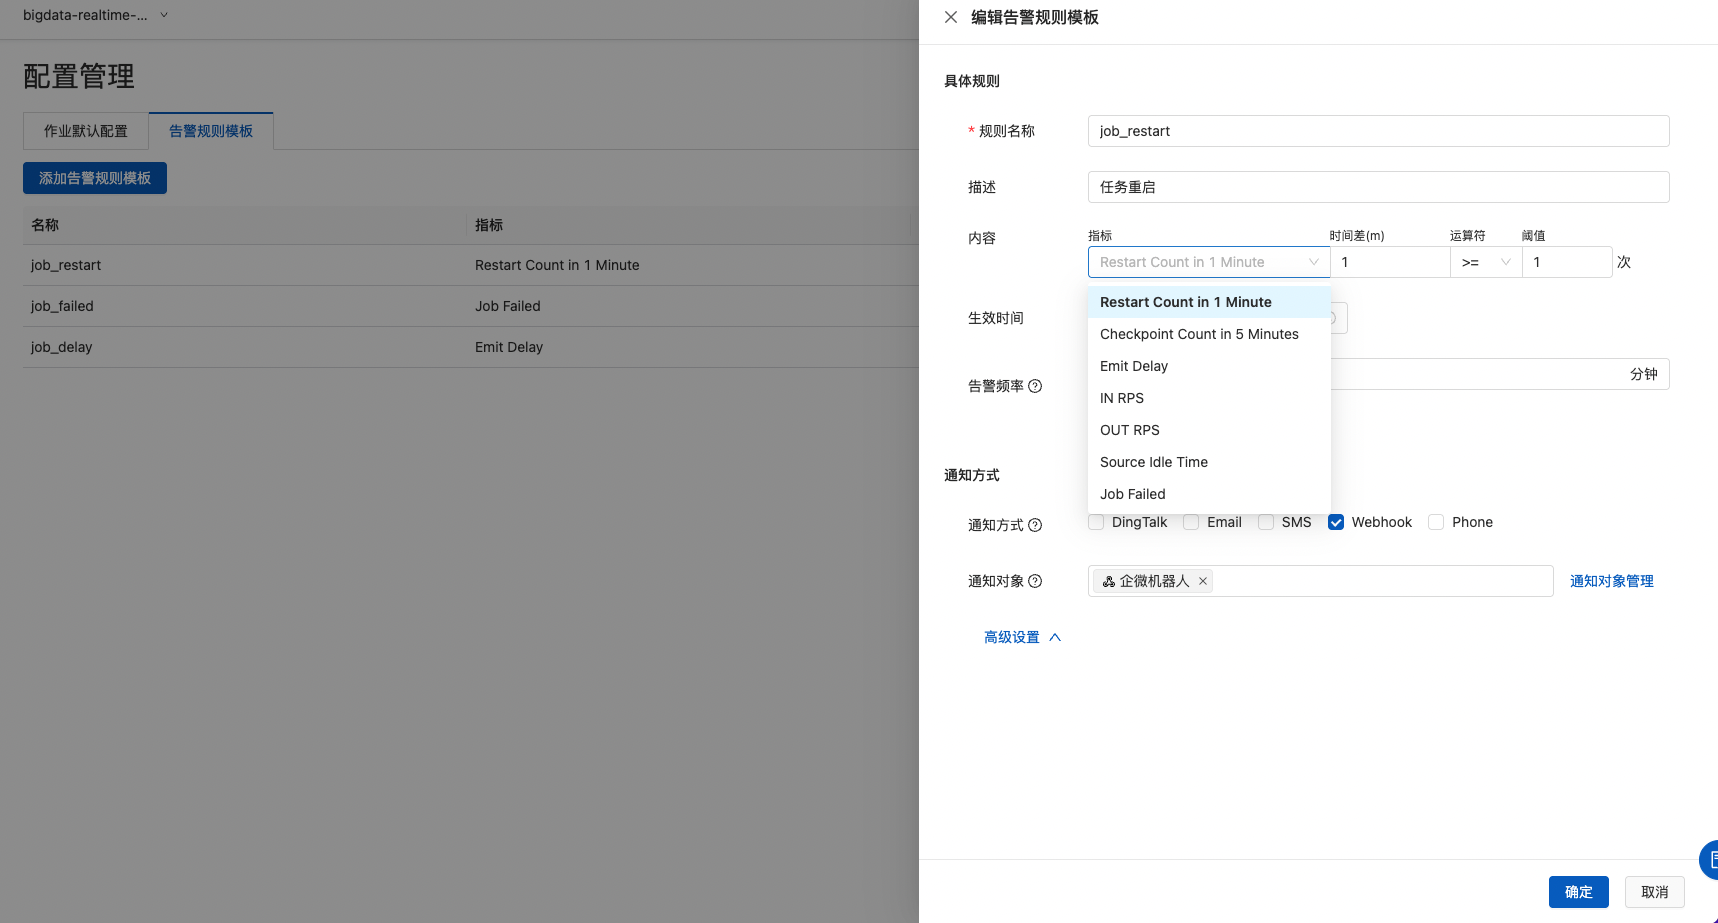 bigdata-realtime-...
配置管理
作业默认配置
告警规则模板
添加告警规则模板
名称
指标
job_restart
Restart Count in 1 Minute
job_failed
Job Failed
job_delay
Emit Delay
编辑告警规则模板
具体规则
* 规则名称
job_restart
描述
任务重启
内容
指标
时间差(m)
运算符
阈值
Restart Count in 1 Minute
1
>=
1
次
Restart Count in 1 Minute
Checkpoint Count in 5 Minutes
Emit Delay
IN RPS
OUT RPS
Source Idle Time
Job Failed
生效时间
告警频率
分钟
通知方式
通知方式
DingTalk
Email
SMS
Webhook
Phone
通知对象
企微机器人
通知对象管理
高级设置
确定
取消